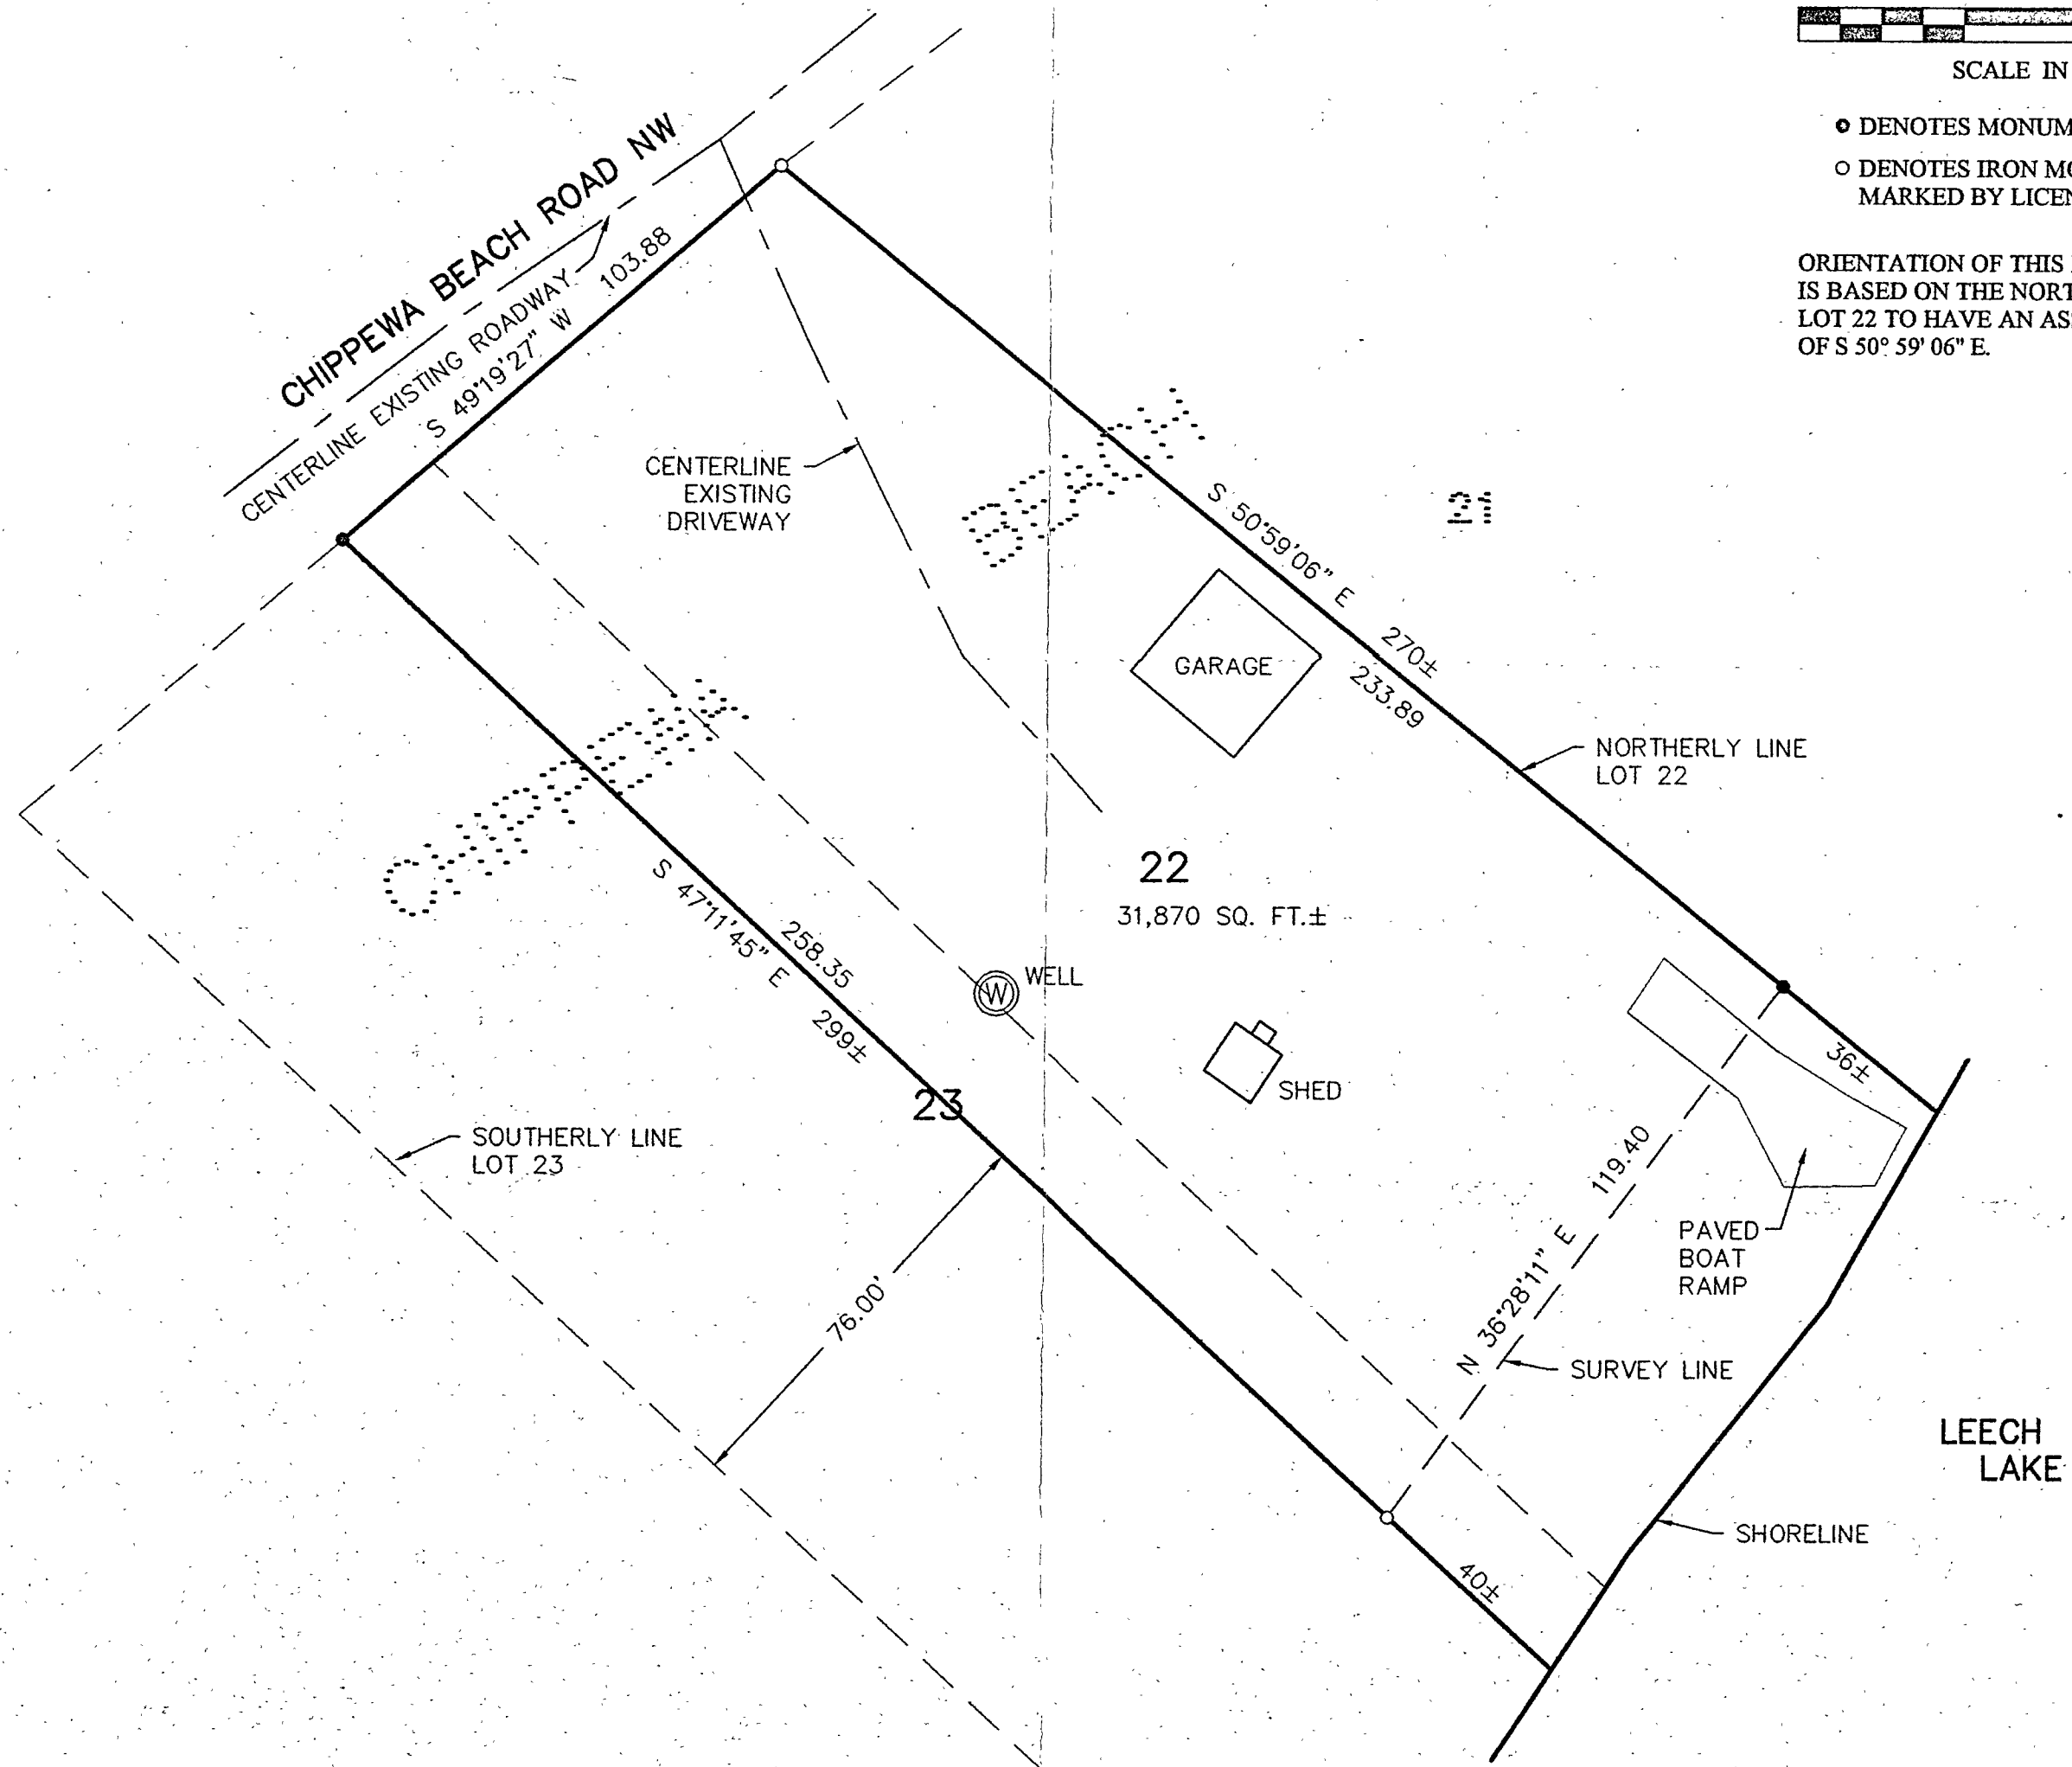 SCALE IN
DENOTES MONUM
DENOTES IRON MO
MARKED BY LICEN
ORIENTATION OF THIS
IS BASED ON THE NORT
LOT 22 TO HAVE AN AS
OF S 50° 59' 06" E.
CHIPPEWA BEACH ROAD NW
CENTERLINE EXISTING ROADWAY
S 49°19'27" W 103.88
CENTERLINE
EXISTING
DRIVEWAY
BEACH
21
S 50°59'06" E 270±
233.89
GARAGE
NORTHERLY LINE
LOT 22
CHIPPEWA
22
31,870 SQ. FT.±
258.35
S 47°11'45" E 299±
W
WELL
SHED
36±
23
SOUTHERLY LINE
LOT 23
N 36°28'11" E 119.40
PAVED
BOAT
RAMP
76.00'
SURVEY LINE
LEECH
LAKE
SHORELINE
40±